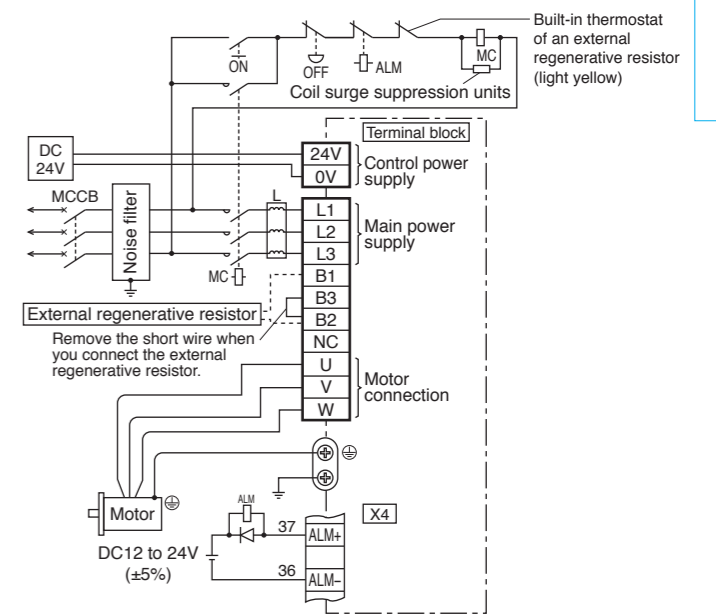 Built-in thermostat
of an external
regenerative resistor
(light yellow)
ON
OFF
ALM
MC
Coil surge suppression units
Terminal block
DC
24V
24V
0V
Control power
supply
MCCB
Noise filter
L
L1
L2
L3
Main power
supply
MC
B1
B3
B2
NC
External regenerative resistor
Remove the short wire when
you connect the external
regenerative resistor.
U
V
W
Motor
connection
Motor
ALM
X4
37
ALM+
DC12 to 24V
(±5%)
36
ALM−